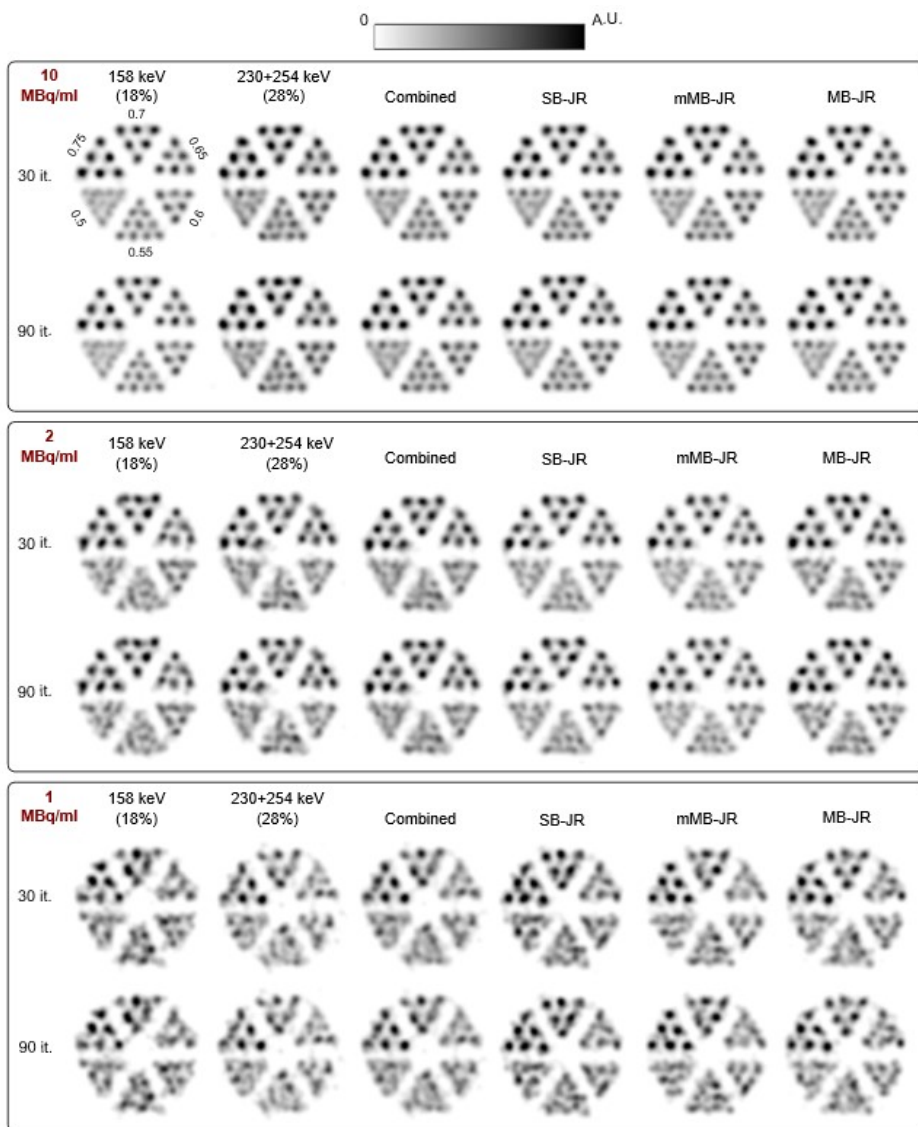 0 A.U.
10 MBq/ml
158 keV (18%)
230+254 keV (28%)
Combined
SB-JR
mMB-JR
MB-JR
0.7
0.75
0.65
30 it.
0.5
0.6
0.55
90 it.
2 MBq/ml
158 keV (18%)
230+254 keV (28%)
Combined
SB-JR
mMB-JR
MB-JR
30 it.
90 it.
1 MBq/ml
158 keV (18%)
230+254 keV (28%)
Combined
SB-JR
mMB-JR
MB-JR
30 it.
90 it.